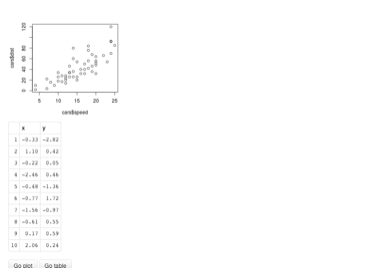 120
80
60
40
20
0
cars$dist
5 10 15 20 25
cars$speed
x y
1 -0.33 -2.82
2 1.10 0.42
3 -0.22 0.05
4 -2.46 0.46
5 -0.48 -1.36
6 -0.77 1.72
7 -1.56 -0.97
8 -0.61 0.55
9 0.17 0.59
10 2.06 0.24
Go plot Go table